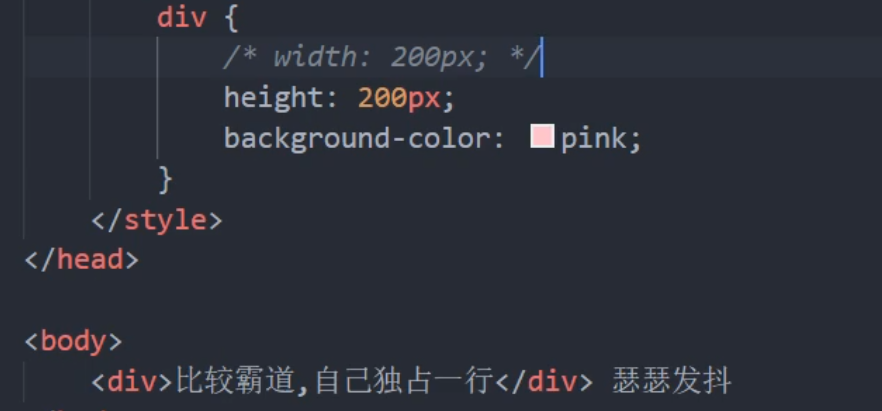 div {
/* width: 200px; */
height: 200px;
background-color: pink;
}
</style>
</head>
<body>
<div>比较霸道,自己独占一行</div> 瑟瑟发抖